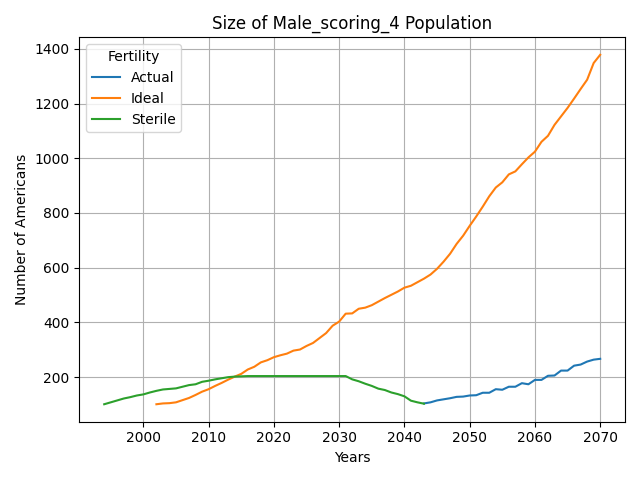 Size of Male_scoring_4 Population
Fertility
Actual
Ideal
Sterile
Number of Americans
1400
1200
1000
800
600
400
200
2000 2010 2020 2030 2040 2050 2060 2070
Years